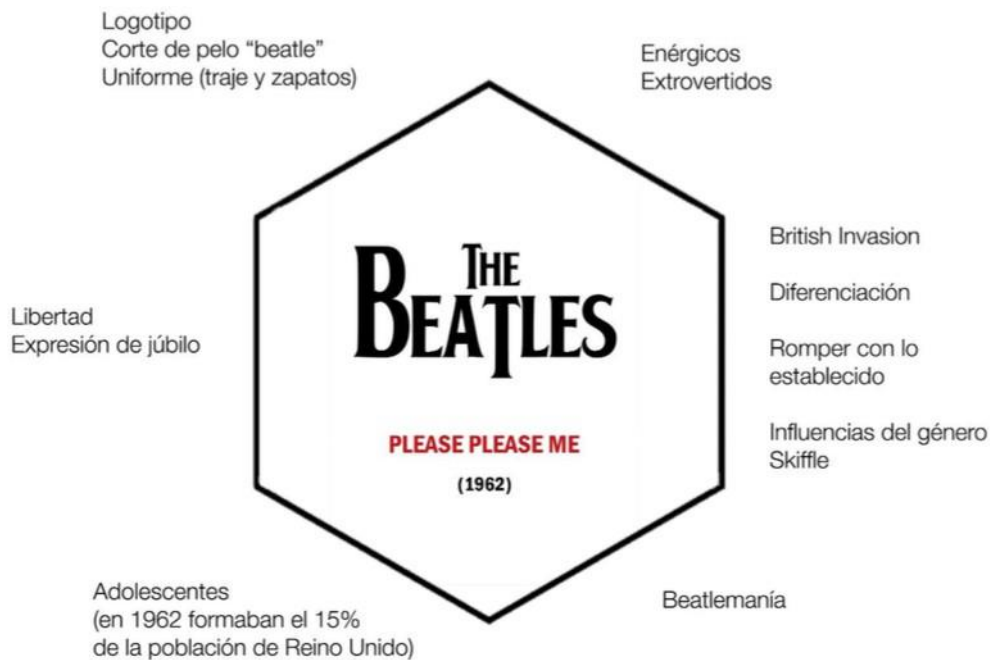 Logotipo
Corte de pelo “beatle”
Uniforme (traje y zapatos)
Enérgicos
Extrovertidos
Libertad
Expresión de júbilo
THE
BEATLES
PLEASE PLEASE ME
(1962)
British Invasion
Diferenciación
Romper con lo
establecido
Influencias del género
Skiffle
Adolescentes
(en 1962 formaban el 15%
de la población de Reino Unido)
Beatlemanía